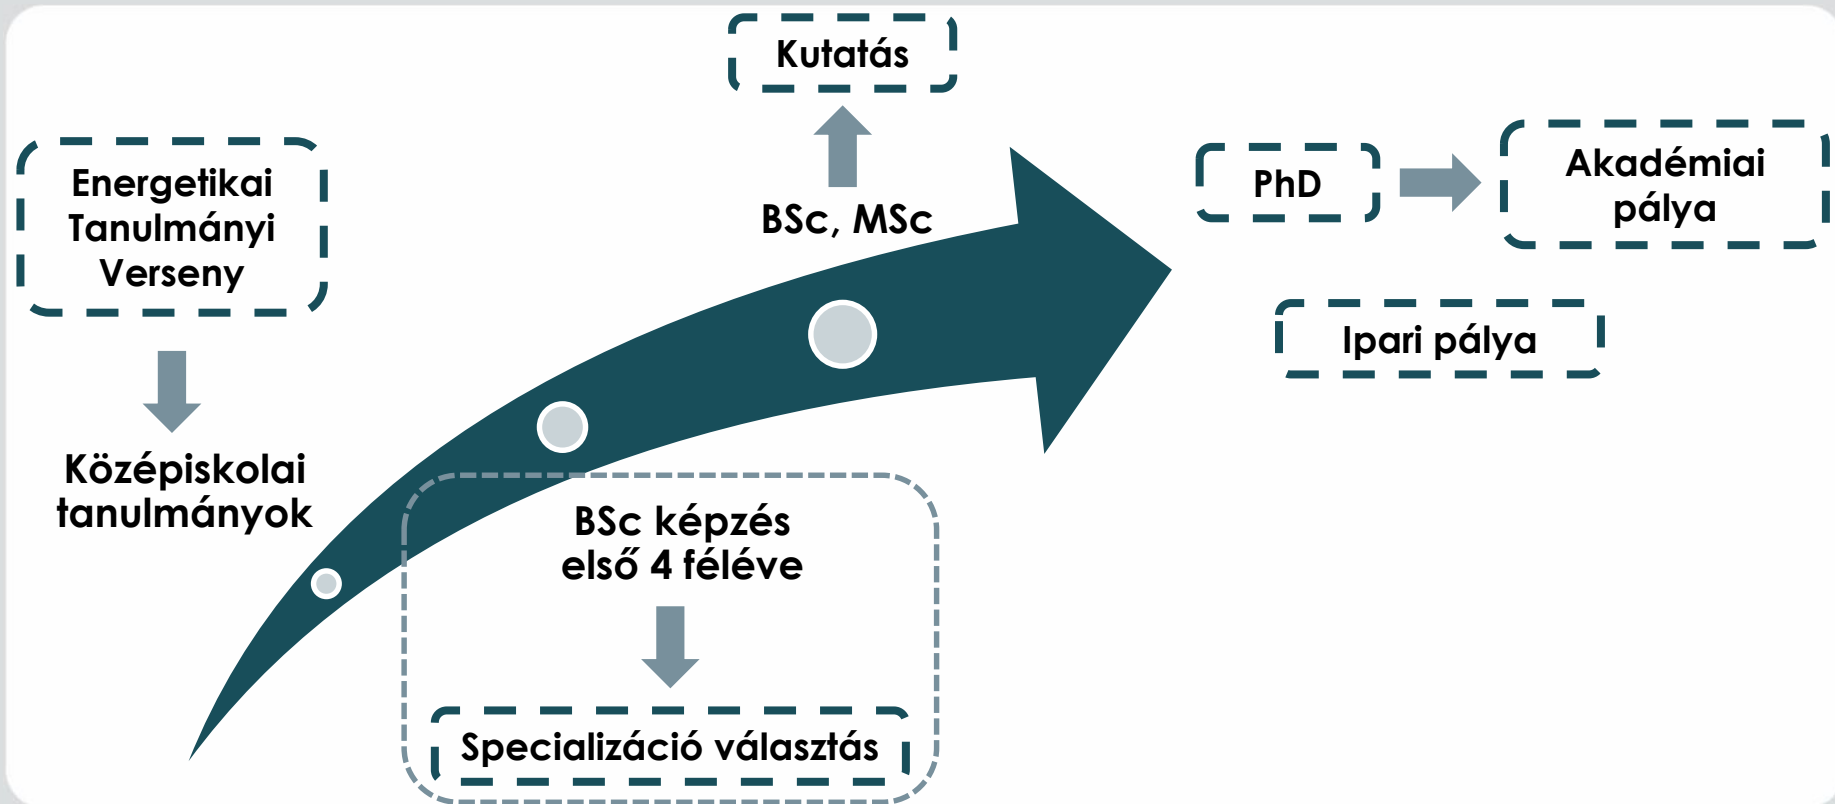 Kutatás
Energetikai
Tanulmányi
Verseny
BSc, MSc
PhD
Akadémiai
pálya
Ipari pálya
Középiskolai
tanulmányok
BSc képzés
első 4 féléve
Specializáció választás